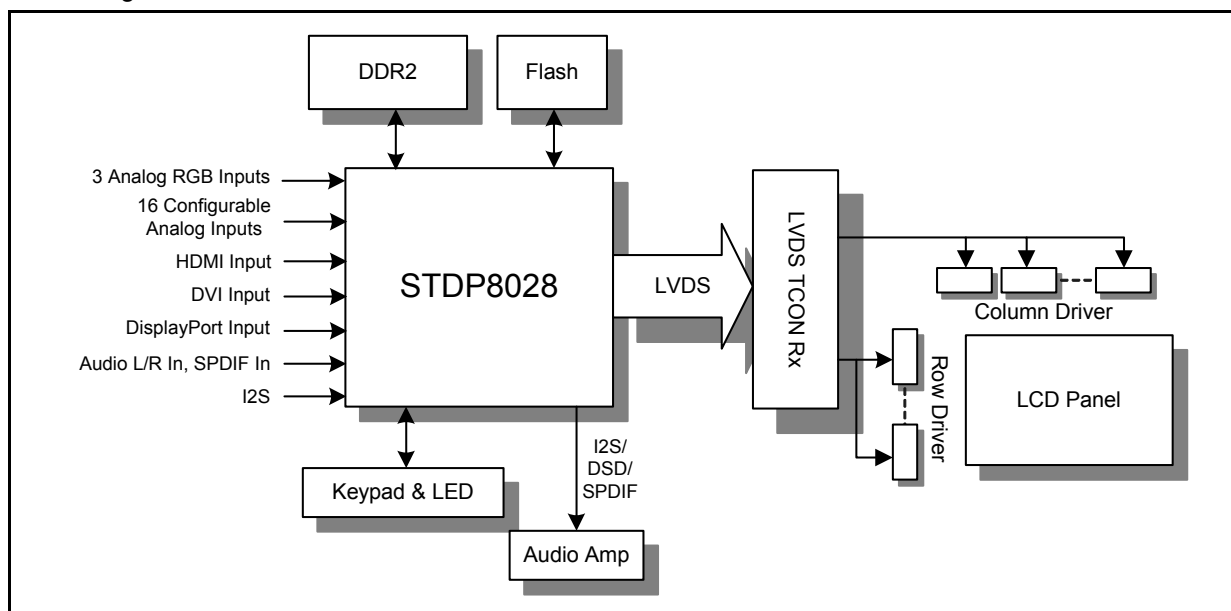 DDR2
Flash
3 Analog RGB Inputs
16 Configurable
Analog Inputs
HDMI Input
DVI Input
DisplayPort Input
Audio L/R In, SPDIF In
I2S
STDP8028
LVDS
LVDS TCON Rx
Column Driver
Row Driver
LCD Panel
Keypad & LED
I2S/
DSD/
SPDIF
Audio Amp